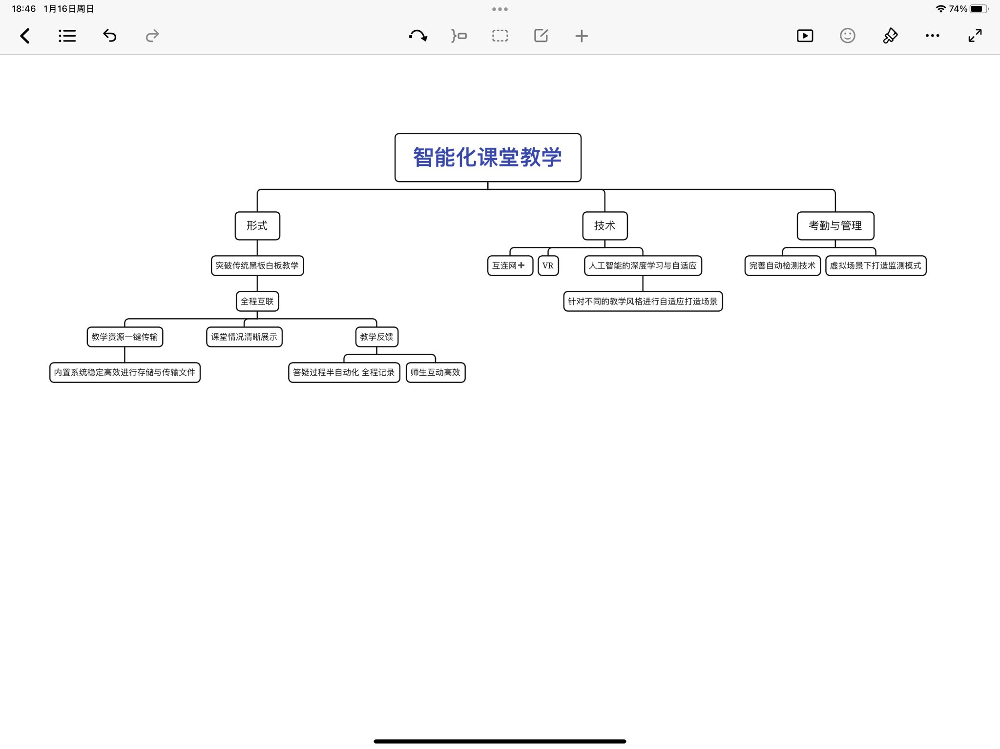 18:46 1月16日周日
74%
智能化课堂教学
形式
技术
考勤与管理
突破传统黑板白板教学
互连网➕
VR
人工智能的深度学习与自适应
完善自动检测技术
虚拟场景下打造监测模式
全程互联
针对不同的教学风格进行自适应打造场景
教学资源一键传输
课堂情况清晰展示
教学反馈
内置系统稳定高效进行存储与传输文件
答疑过程半自动化 全程记录
师生互动高效